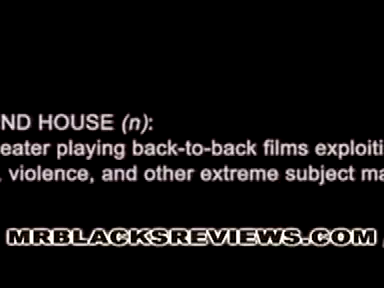 ND HOUSE (n):
eater playing back-to-back films exploiti
, violence, and other extreme subject ma
MRBLACKSREVIEWS.COM